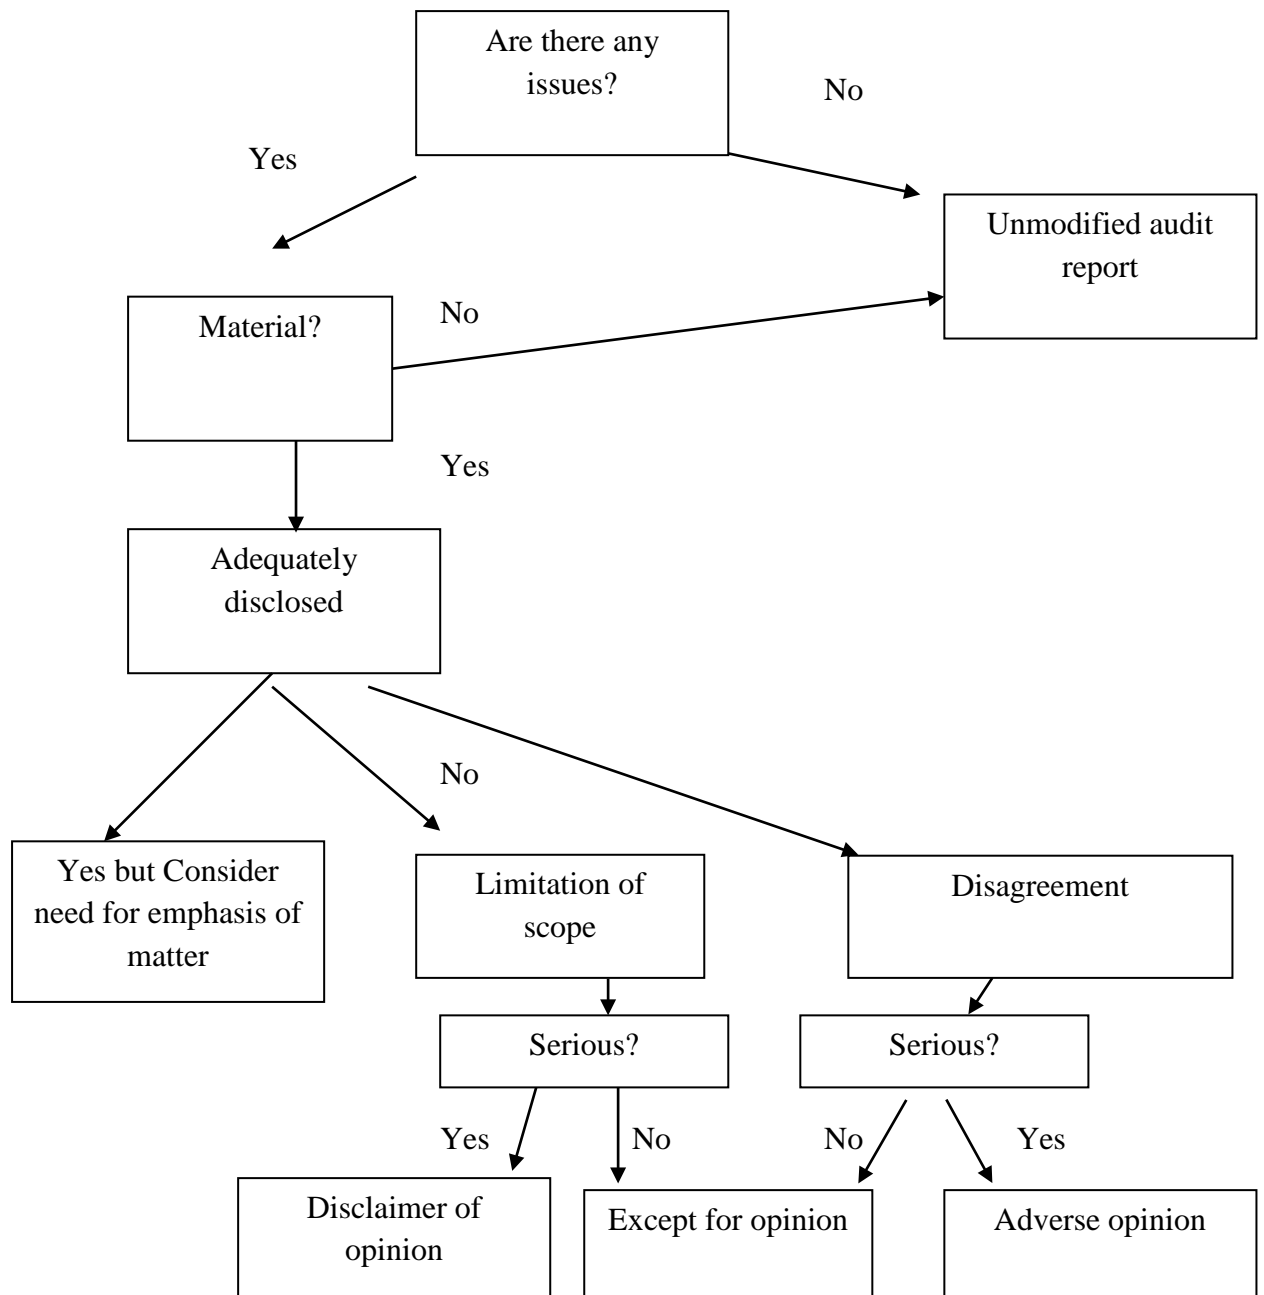 Are there any
issues?
No
Yes
Unmodified audit
report
Material?
No
Yes
Adequately
disclosed
No
Yes but Consider
need for emphasis of
matter
Limitation of
scope
Disagreement
Serious?
Serious?
Yes
No
No
Yes
Disclaimer of
opinion
Except for opinion
Adverse opinion